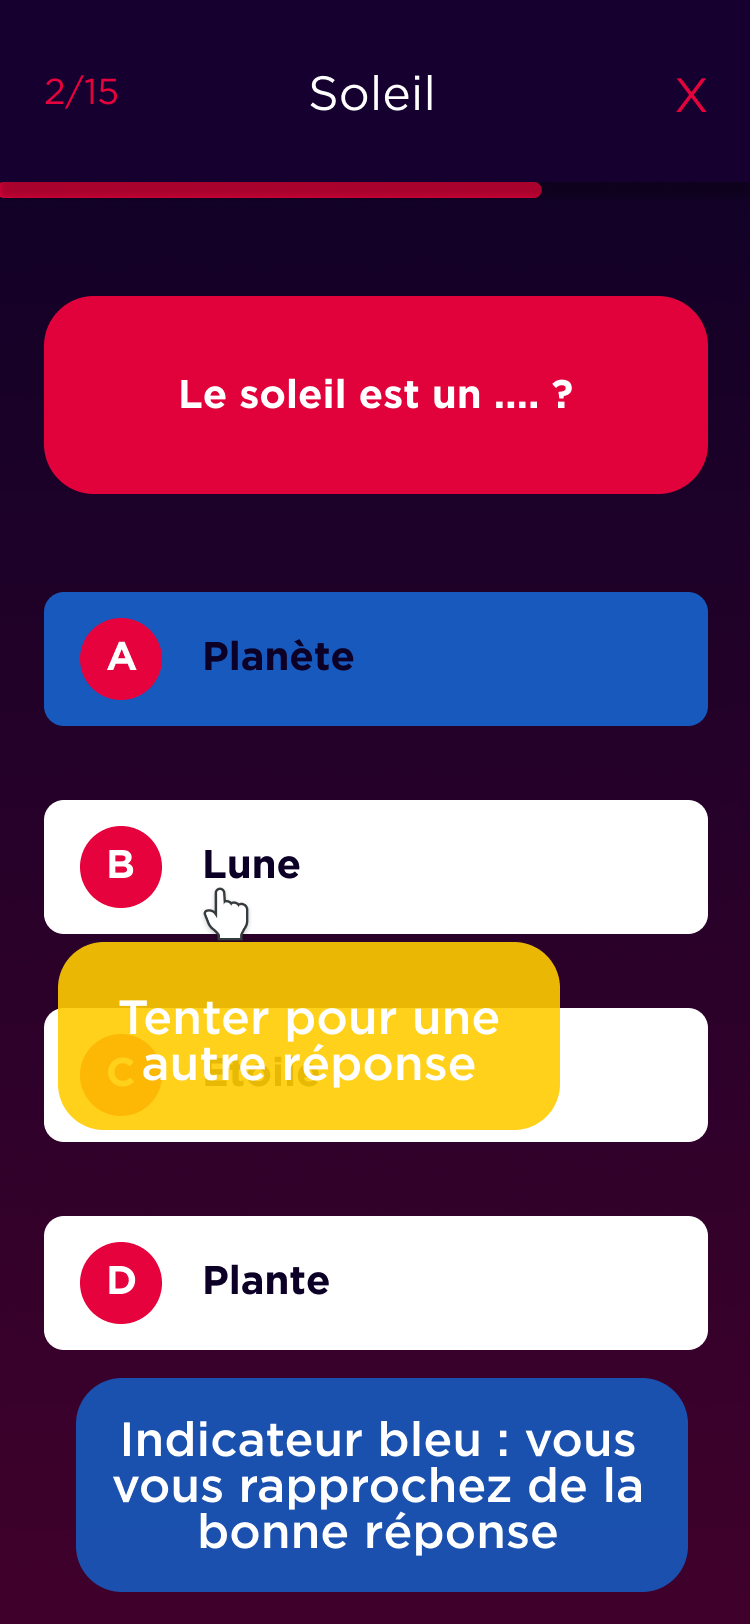 2/15
Soleil
X
Le soleil est un .... ?
A
Planète
B
Lune
Tenter pour une
autre réponse
C
Etoile
D
Plante
Indicateur bleu : vous
vous rapprochez de la
bonne réponse